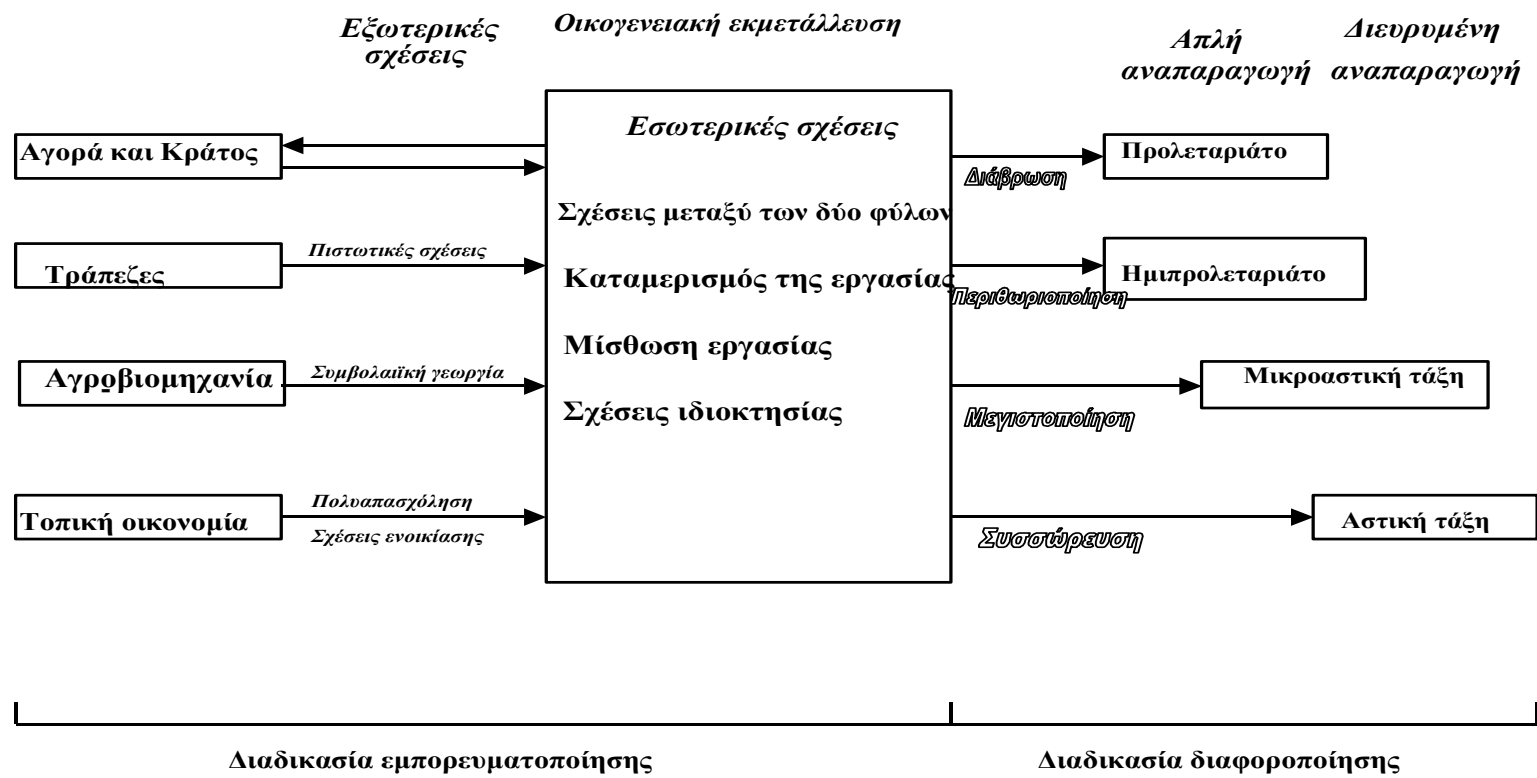 Εξωτερικές
σχέσεις
Οικογενειακή εκμετάλλευση
Απλή
αναπαραγωγή
Διευρυμένη
αναπαραγωγή
Αγορά και Κράτος
Τράπεζες
Πιστωτικές σχέσεις
Αγροβιομηχανία
Συμβολαιϊκή γεωργία
Τοπική οικονομία
Πολυαπασχόληση
Σχέσεις ενοικίασης
Εσωτερικές σχέσεις
Σχέσεις μεταξύ των δύο φύλων
Καταμερισμός της εργασίας
Μίσθωση εργασίας
Σχέσεις ιδιοκτησίας
Διάβρωση
Προλεταριάτο
Περιθωριοποίηση
Ημιπρολεταριάτο
Μεγιστοποίηση
Μικροαστική τάξη
Συσσώρευση
Αστική τάξη
Διαδικασία εμπορευματοποίησης
Διαδικασία διαφοροποίησης